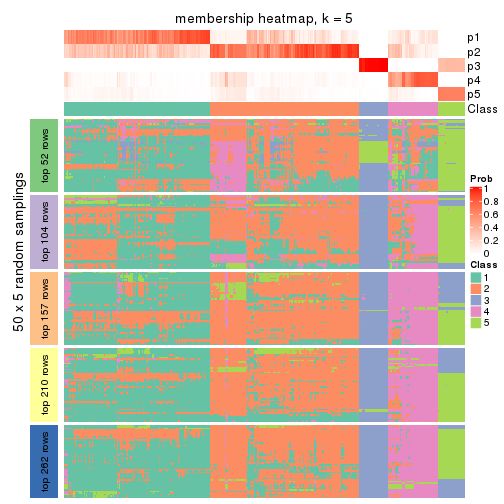 membership heatmap, k = 5
p1
p2
p3
p4
p5
Class
50 x 5 random samplings
top 52 rows
top 104 rows
top 157 rows
top 210 rows
top 262 rows
Prob
1
0.8
0.6
0.4
0.2
0
Class
1
2
3
4
5